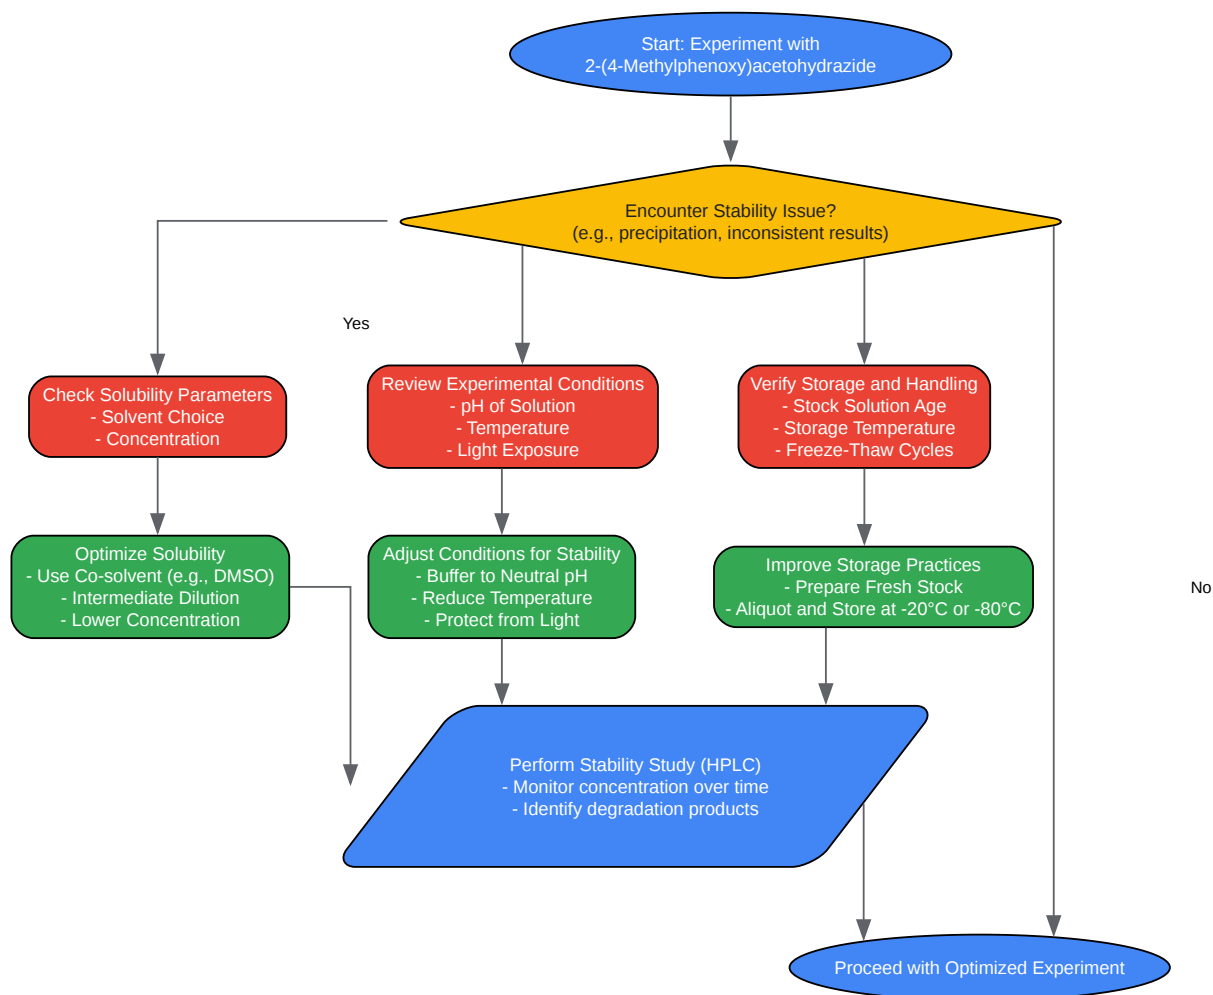 Start: Experiment with
2-(4-Methylphenoxy)acetohydrazide
Encounter Stability Issue?
(e.g., precipitation, inconsistent results)
Yes
Check Solubility Parameters
- Solvent Choice
- Concentration
Review Experimental Conditions
- pH of Solution
- Temperature
- Light Exposure
Verify Storage and Handling
- Stock Solution Age
- Storage Temperature
- Freeze-Thaw Cycles
Optimize Solubility
- Use Co-solvent (e.g., DMSO)
- Intermediate Dilution
- Lower Concentration
Adjust Conditions for Stability
- Buffer to Neutral pH
- Reduce Temperature
- Protect from Light
Improve Storage Practices
- Prepare Fresh Stock
- Aliquot and Store at -20°C or -80°C
No
Perform Stability Study (HPLC)
- Monitor concentration over time
- Identify degradation products
Proceed with Optimized Experiment